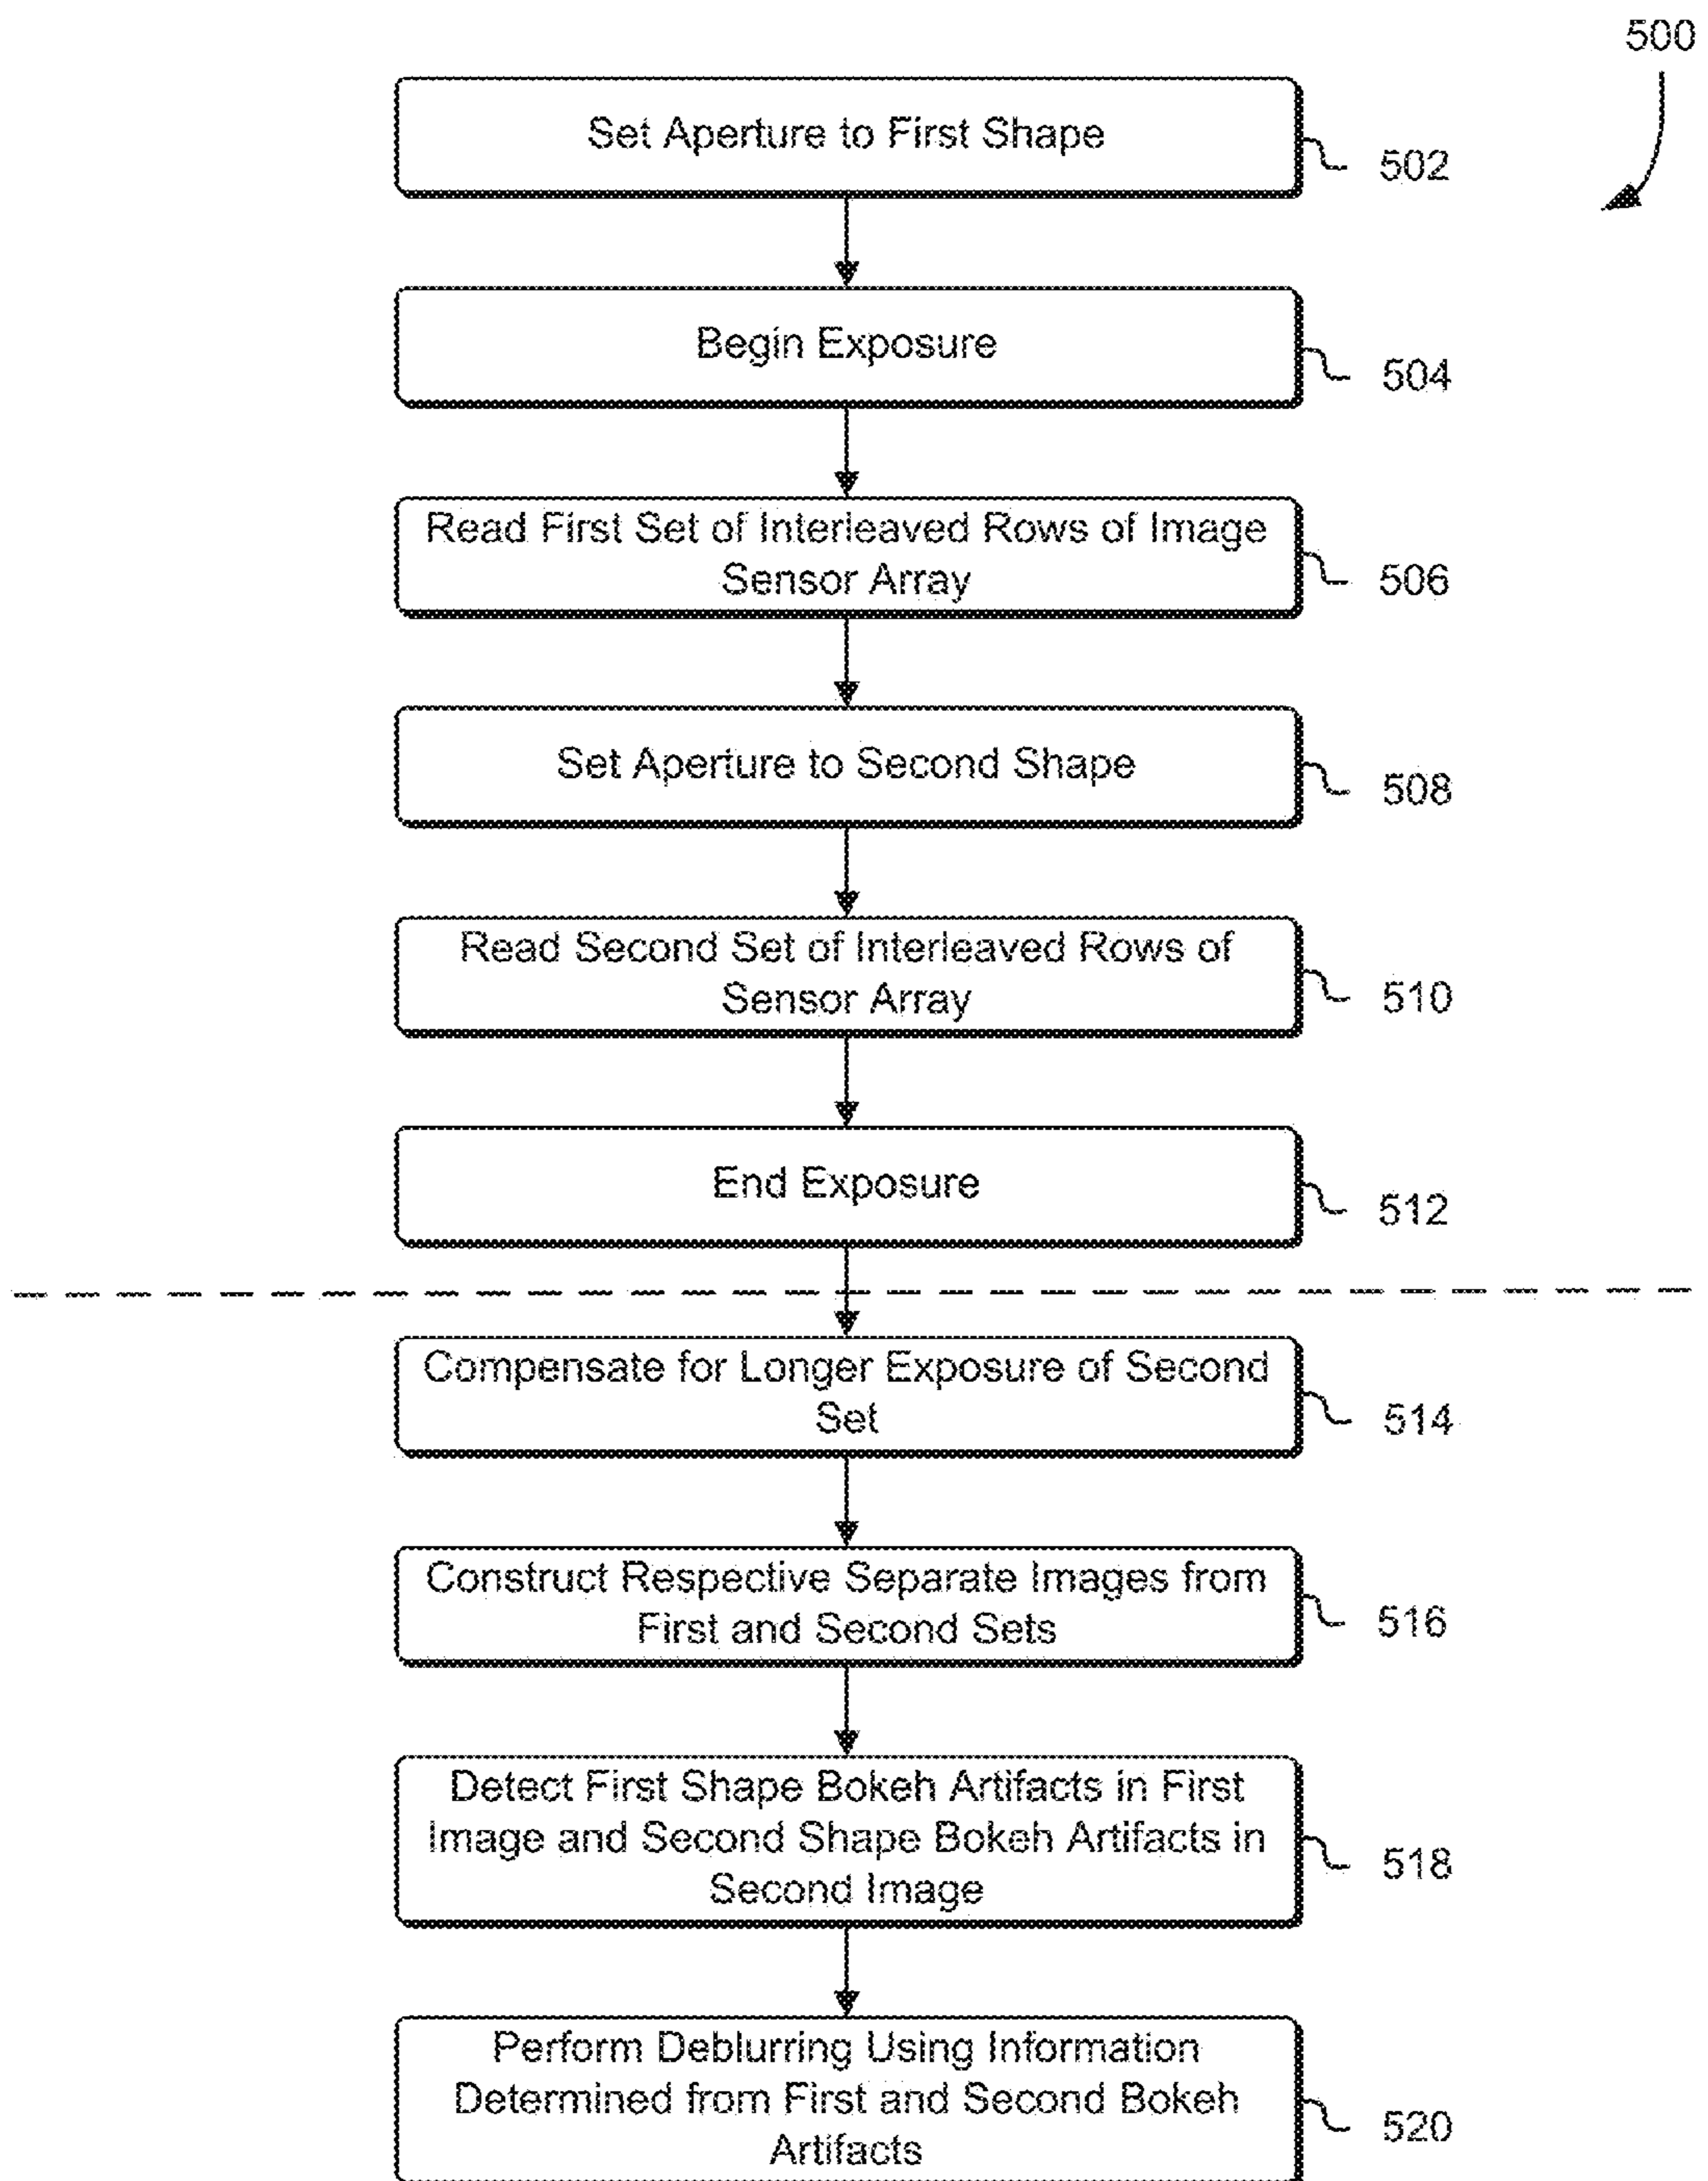 500
Set Aperture to First Shape
502
Begin Exposure
504
Read First Set of Interleaved Rows of Image
Sensor Array
506
Set Aperture to Second Shape
508
Read Second Set of Interleaved Rows of
Sensor Array
510
End Exposure
512
Compensate for Longer Exposure of Second
Set
514
Construct Respective Separate Images from
First and Second Sets
516
Detect First Shape Bokeh Artifacts in First
Image and Second Shape Bokeh Artifacts in
Second Image
518
Perform Deblurring Using Information
Determined from First and Second Bokeh
Artifacts
520